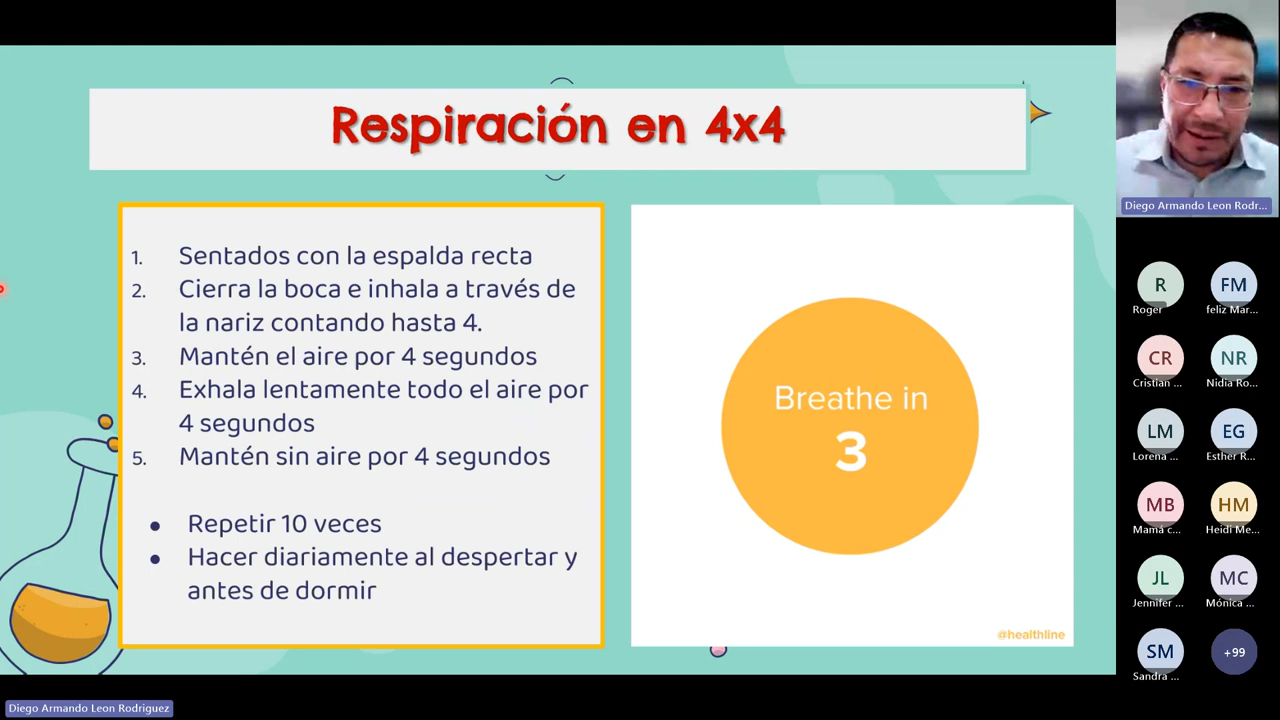 Respiración en 4x4
1. Sentados con la espalda recta
2. Cierra la boca e inhala a través de
la nariz contando hasta 4.
3. Mantén el aire por 4 segundos
4. Exhala lentamente todo el aire por
4 segundos
5. Mantén sin aire por 4 segundos
● Repetir 10 veces
● Hacer diariamente al despertar y
antes de dormir
Breathe in
3
@healthline
Diego Armando Leon Rodr...
R
Roger
FM
feliz Mar...
CR
Cristian ...
NR
Nidia Ro...
LM
Lorena ...
EG
Esther R...
MB
Mamá c...
HM
Heidi Me...
JL
Jennifer ...
MC
Mónica ...
SM
Sandra ...
+99
Diego Armando Leon Rodriguez